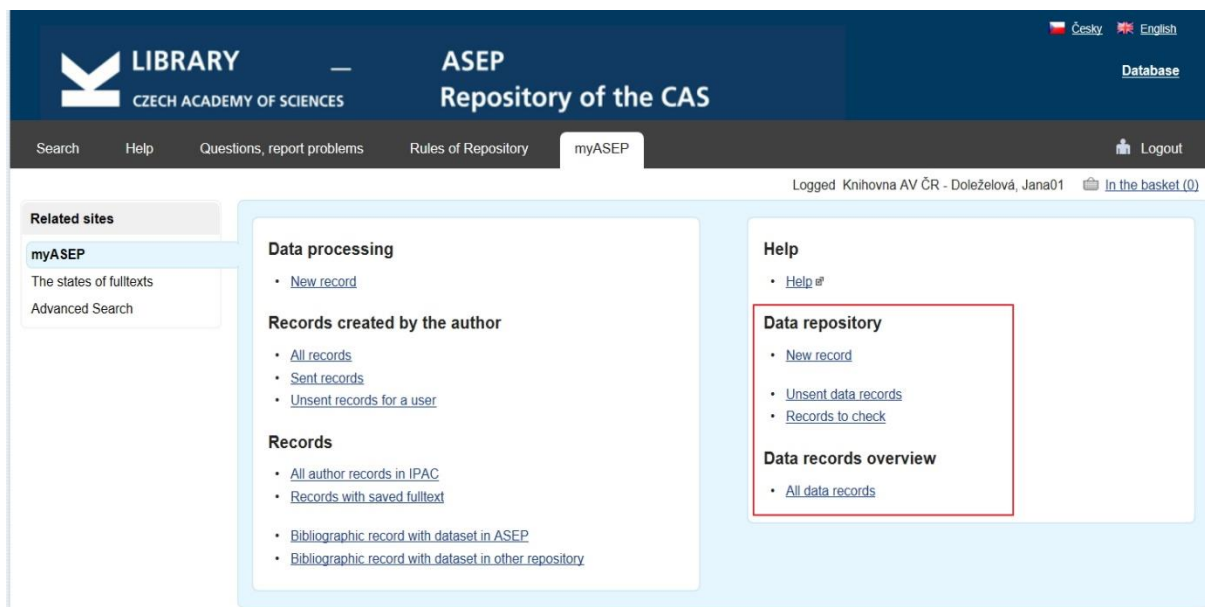 Česky English
LIBRARY
CZECH ACADEMY OF SCIENCES
ASEP
Repository of the CAS
Database
Search Help Questions, report problems Rules of Repository myASEP Logout
Logged Knihovna AV ČR - Doleželová, Jana01 In the basket (0)
Related sites
myASEP
The states of fulltexts
Advanced Search
Data processing
New record
Records created by the author
All records
Sent records
Unsent records for a user
Records
All author records in IPAC
Records with saved fulltext
Bibliographic record with dataset in ASEP
Bibliographic record with dataset in other repository
Help
Help
Data repository
New record
Unsent data records
Records to check
Data records overview
All data records